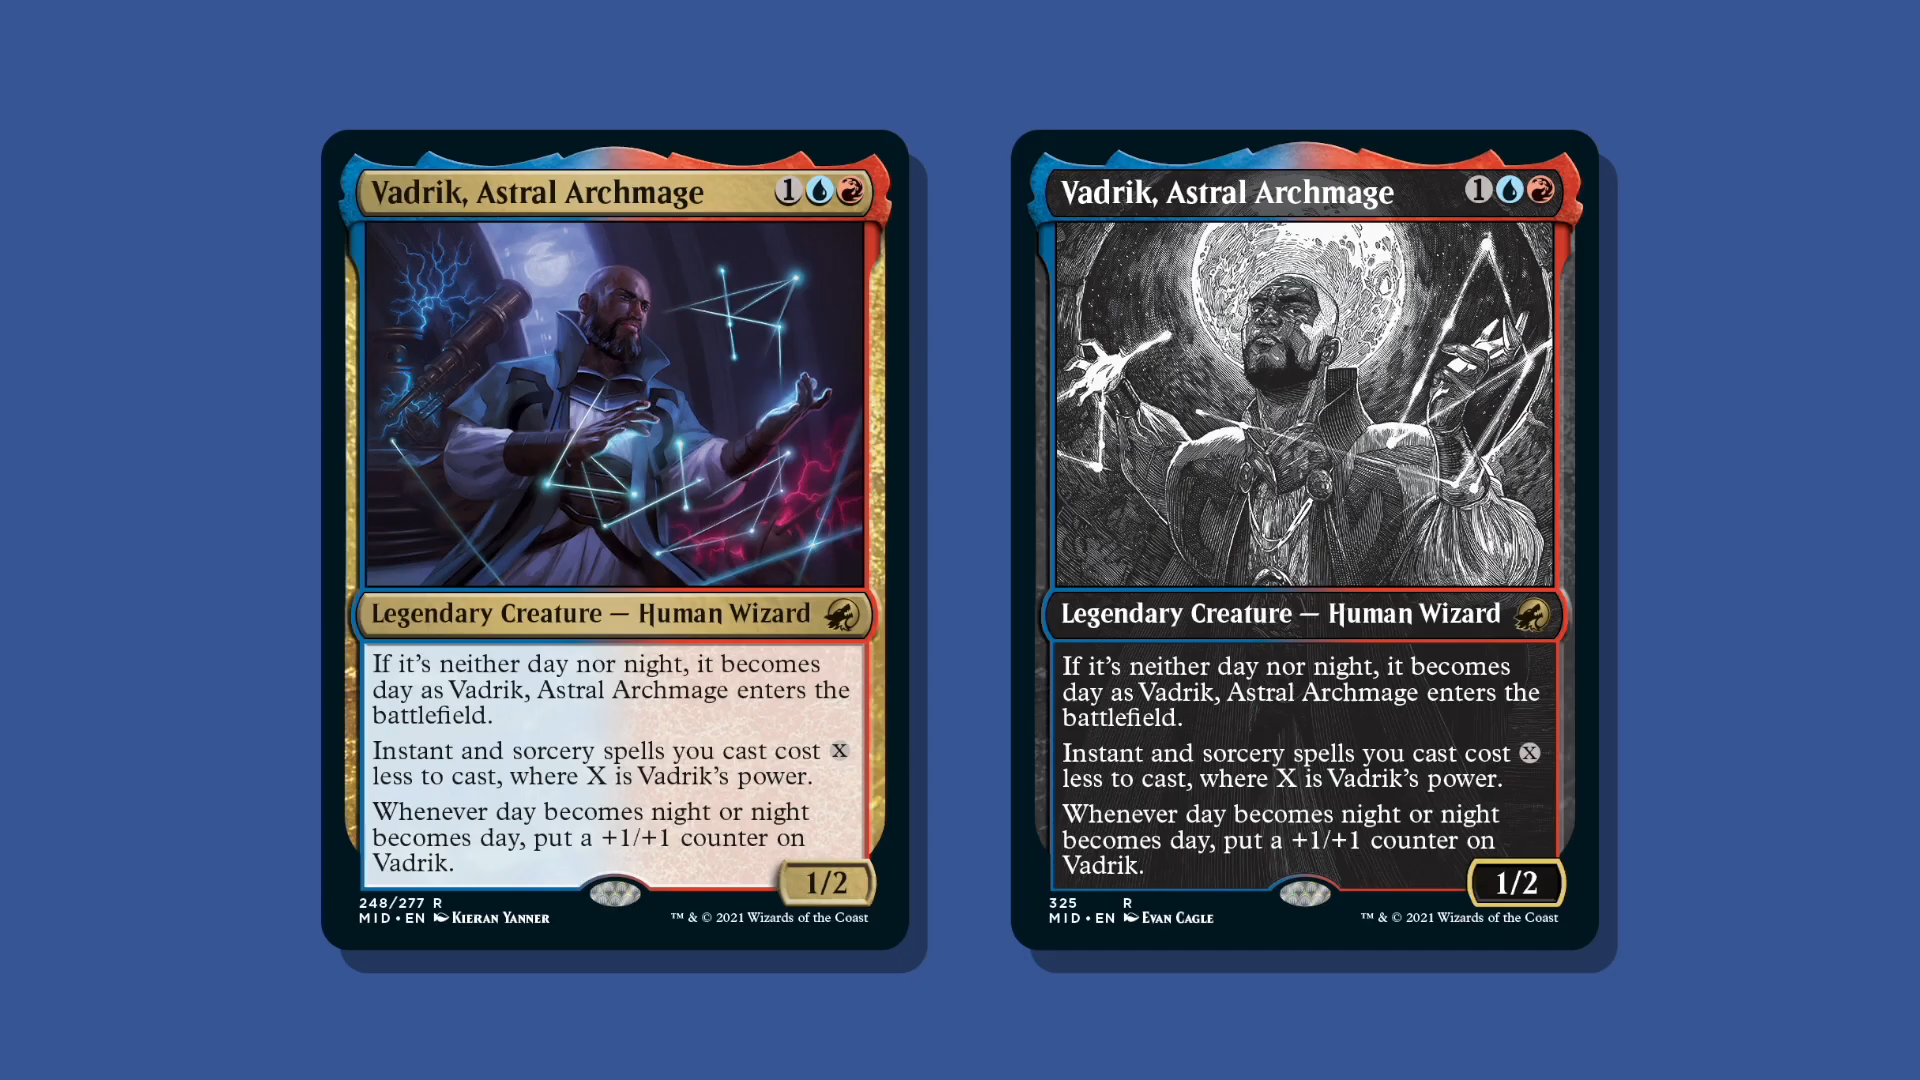 Vadrik, Astral Archmage 1
Legendary Creature — Human Wizard
If it's neither day nor night, it becomes
day as Vadrik, Astral Archmage enters the
battlefield.
Instant and sorcery spells you cast cost X
less to cast, where X is Vadrik's power.
Whenever day becomes night or night
becomes day, put a +1/+1 counter on
Vadrik.
1/2
248/277 R
MID • EN Kieran Yanner
™ & © 2021 Wizards of the Coast
Vadrik, Astral Archmage 1
Legendary Creature — Human Wizard
If it's neither day nor night, it becomes
day as Vadrik, Astral Archmage enters the
battlefield.
Instant and sorcery spells you cast cost X
less to cast, where X is Vadrik's power.
Whenever day becomes night or night
becomes day, put a +1/+1 counter on
Vadrik.
1/2
325 R
MID • EN Evan Cagle
™ & © 2021 Wizards of the Coast